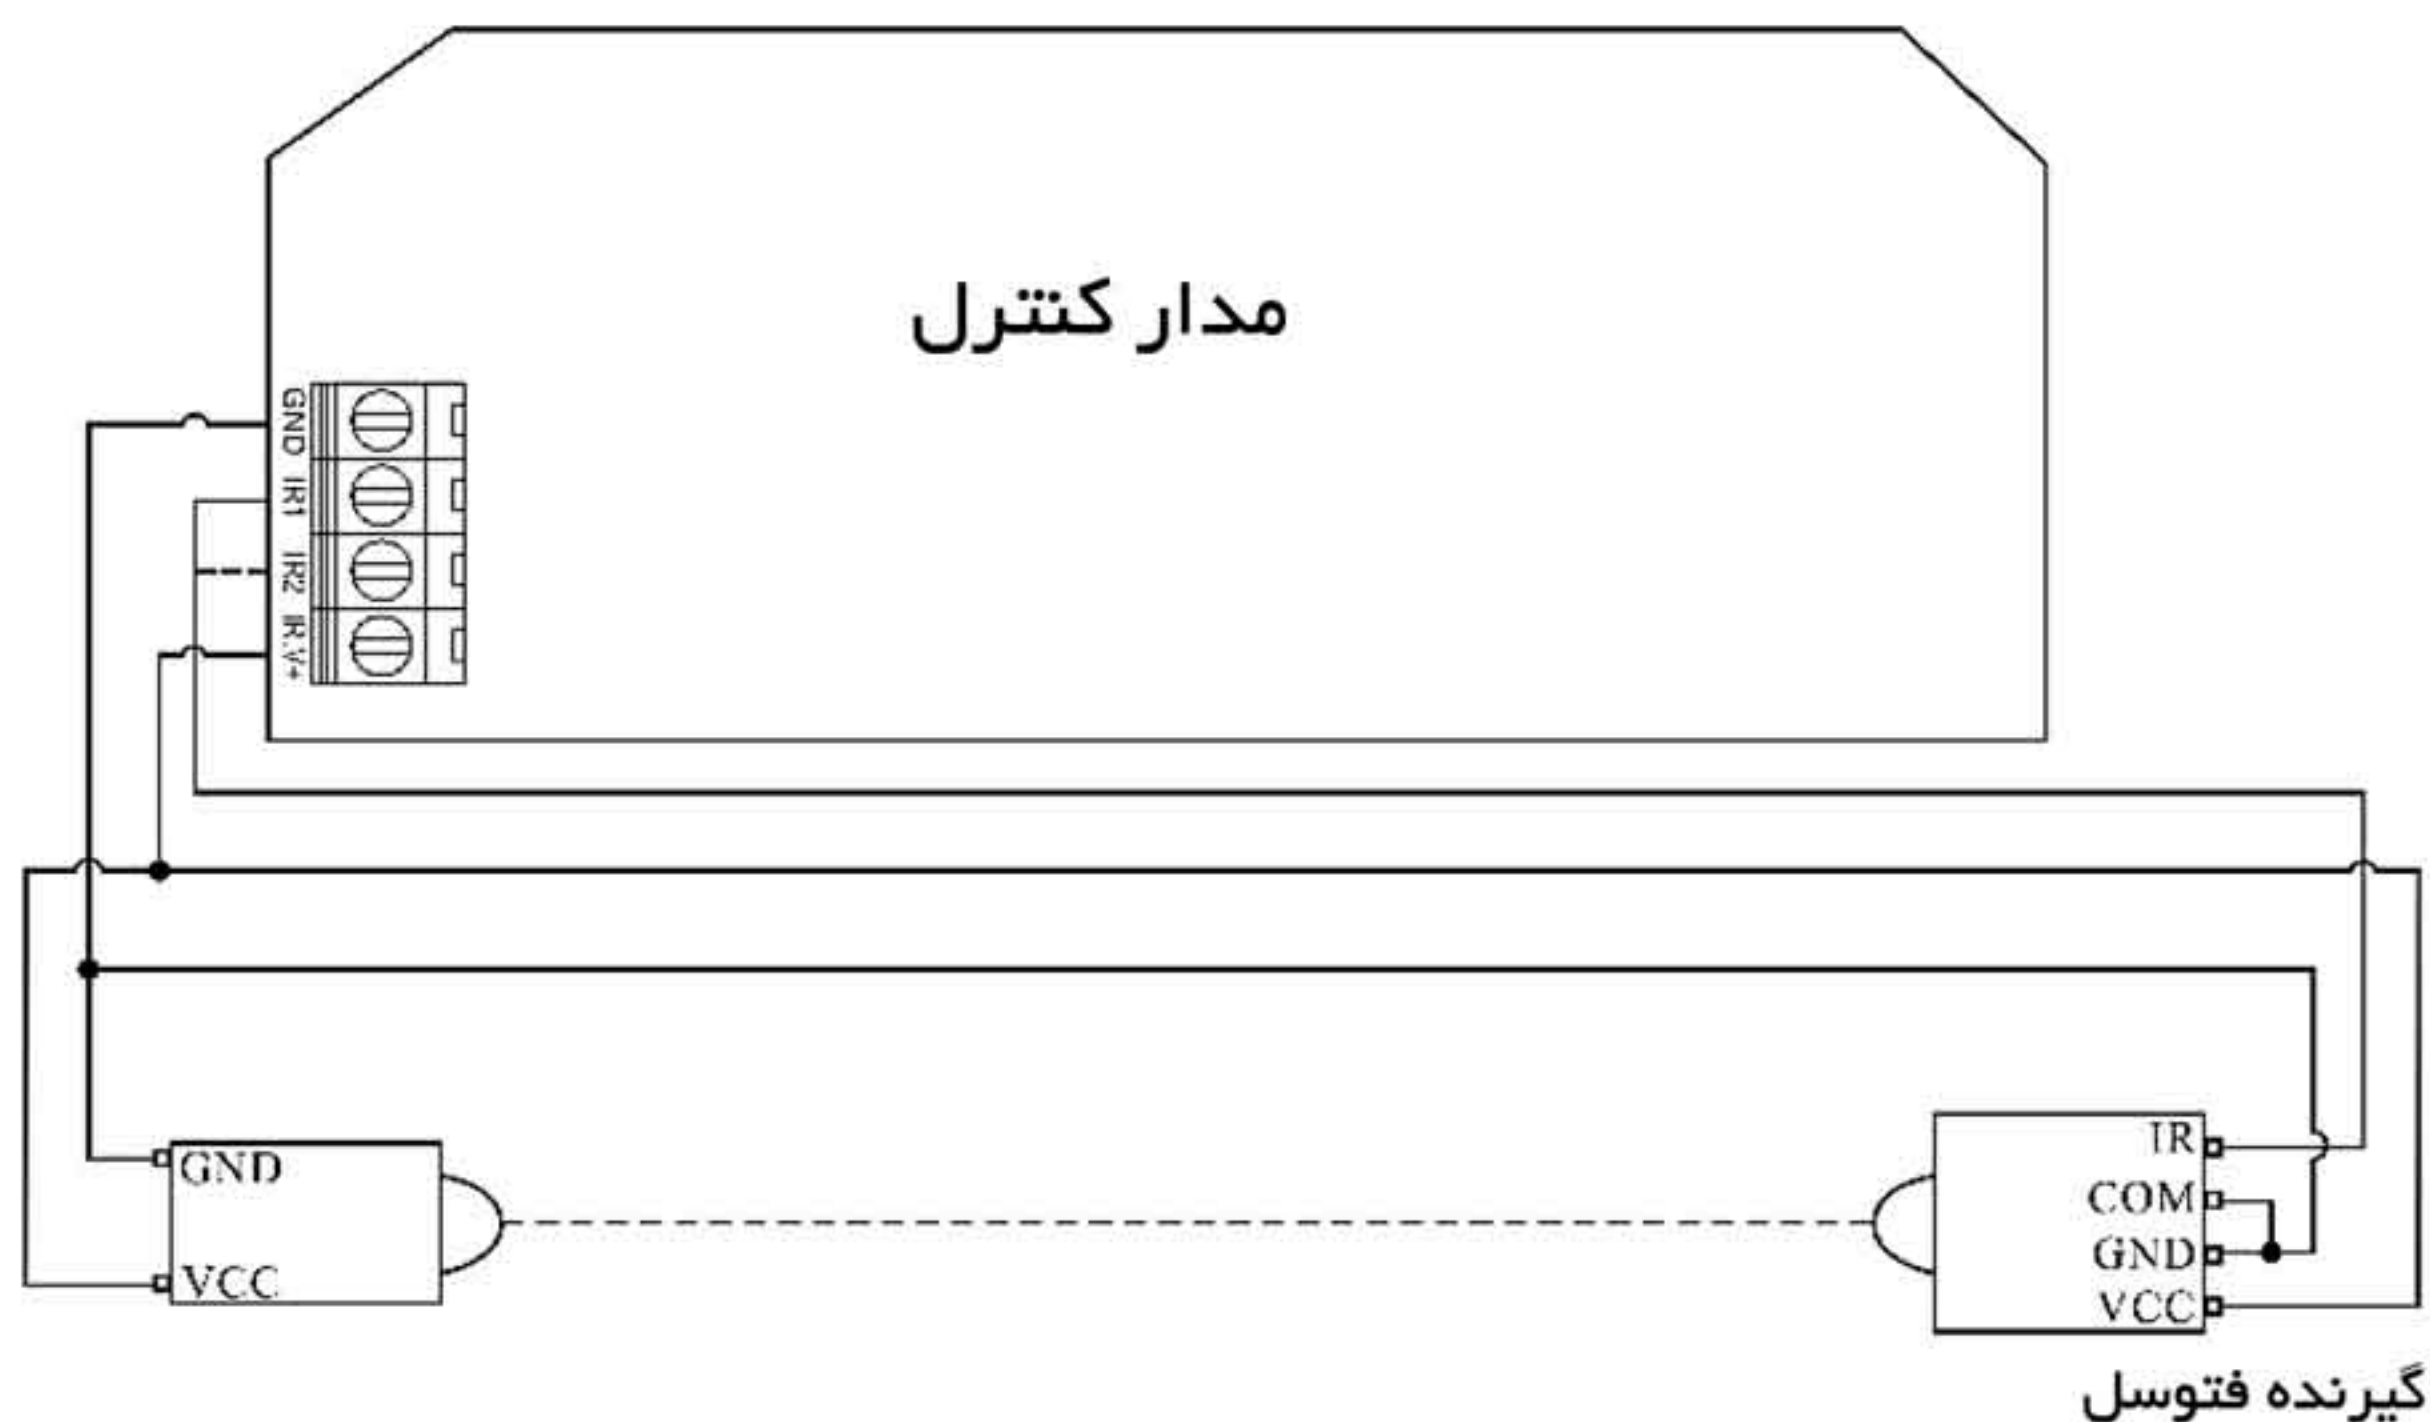 مدار کنترل
GND
IR1
IR2
IR.V+
GND
VCC
IR
COM
GND
VCC
گیرنده فتوسل